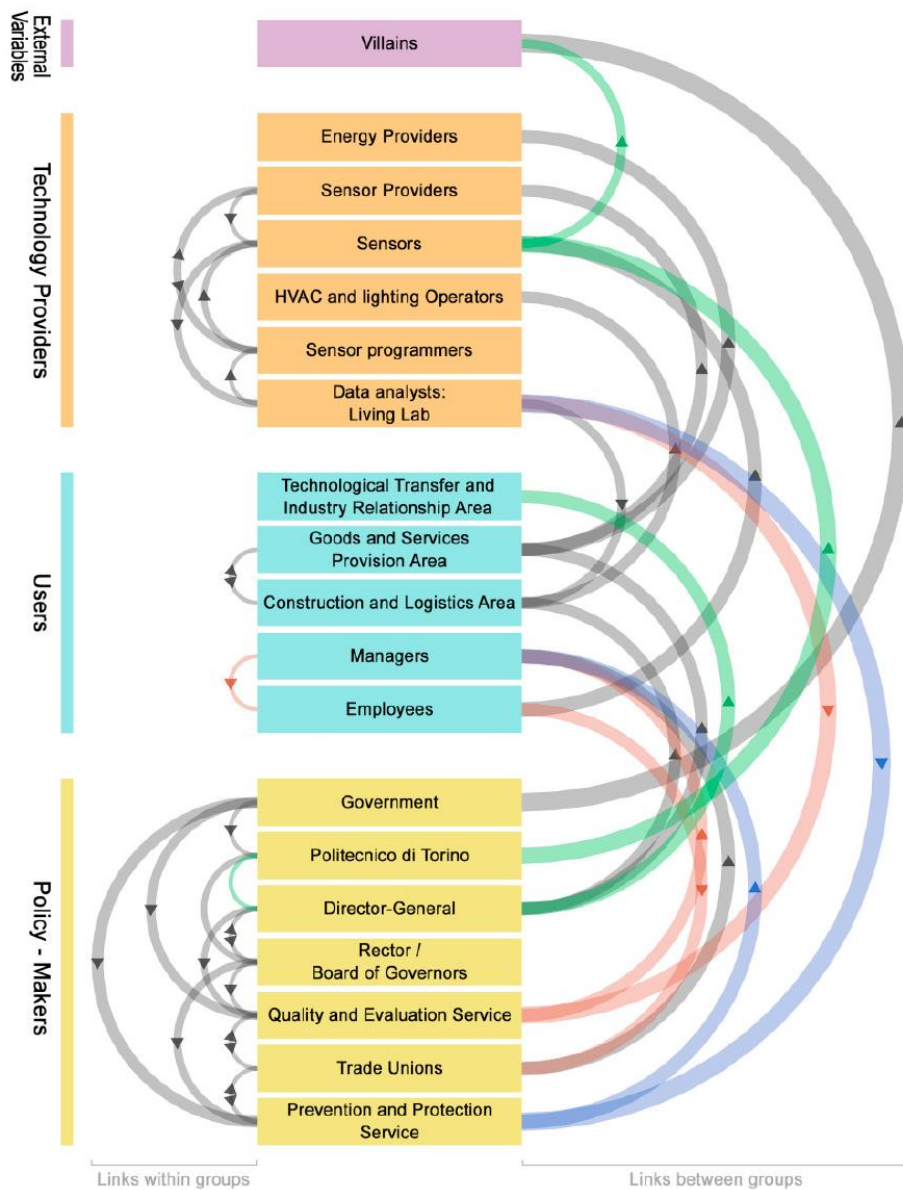 External
Variables
Villains
Technology Providers
Energy Providers
Sensor Providers
Sensors
HVAC and lighting Operators
Sensor programmers
Data analysts:
Living Lab
Users
Technological Transfer and
Industry Relationship Area
Goods and Services
Provision Area
Construction and Logistics Area
Managers
Employees
Policy - Makers
Government
Politecnico di Torino
Director-General
Rector /
Board of Governors
Quality and Evaluation Service
Trade Unions
Prevention and Protection
Service
Links within groups
Links between groups